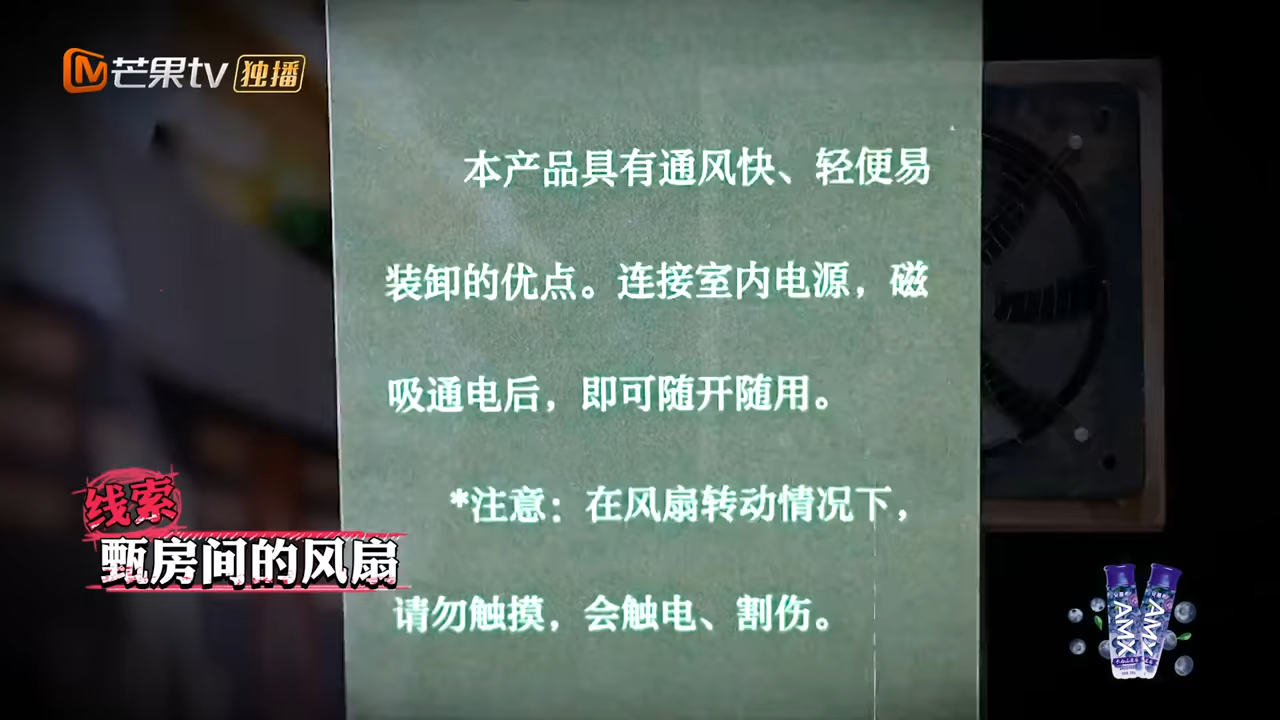 芒果tv 独播
本产品具有通风快、轻便易
装卸的优点。连接室内电源，磁
吸通电后，即可随开随用。
*注意：在风扇转动情况下，
请勿触摸，会触电、割伤。
线索
甄房间的风扇
AMX
AMX